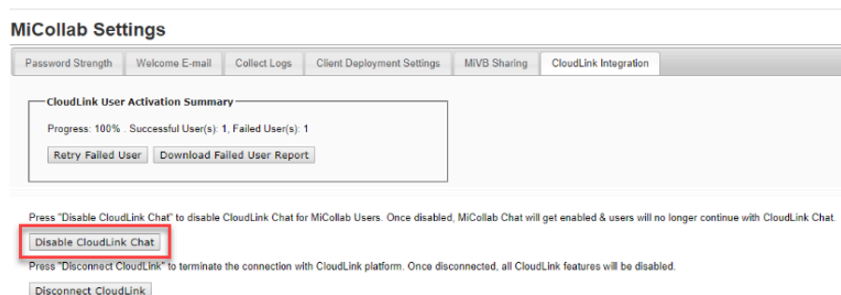 MiCollab Settings
Password Strength Welcome E-mail Collect Logs Client Deployment Settings MiVB Sharing CloudLink Integration
CloudLink User Activation Summary
Progress: 100% . Successful User(s): 1, Failed User(s): 1
Retry Failed User Download Failed User Report
Press "Disable CloudLink Chat" to disable CloudLink Chat for MiCollab Users. Once disabled, MiCollab Chat will get enabled & users will no longer continue with CloudLink Chat.
Disable CloudLink Chat
Press "Disconnect CloudLink" to terminate the connection with CloudLink platform. Once disconnected, all CloudLink features will be disabled.
Disconnect CloudLink